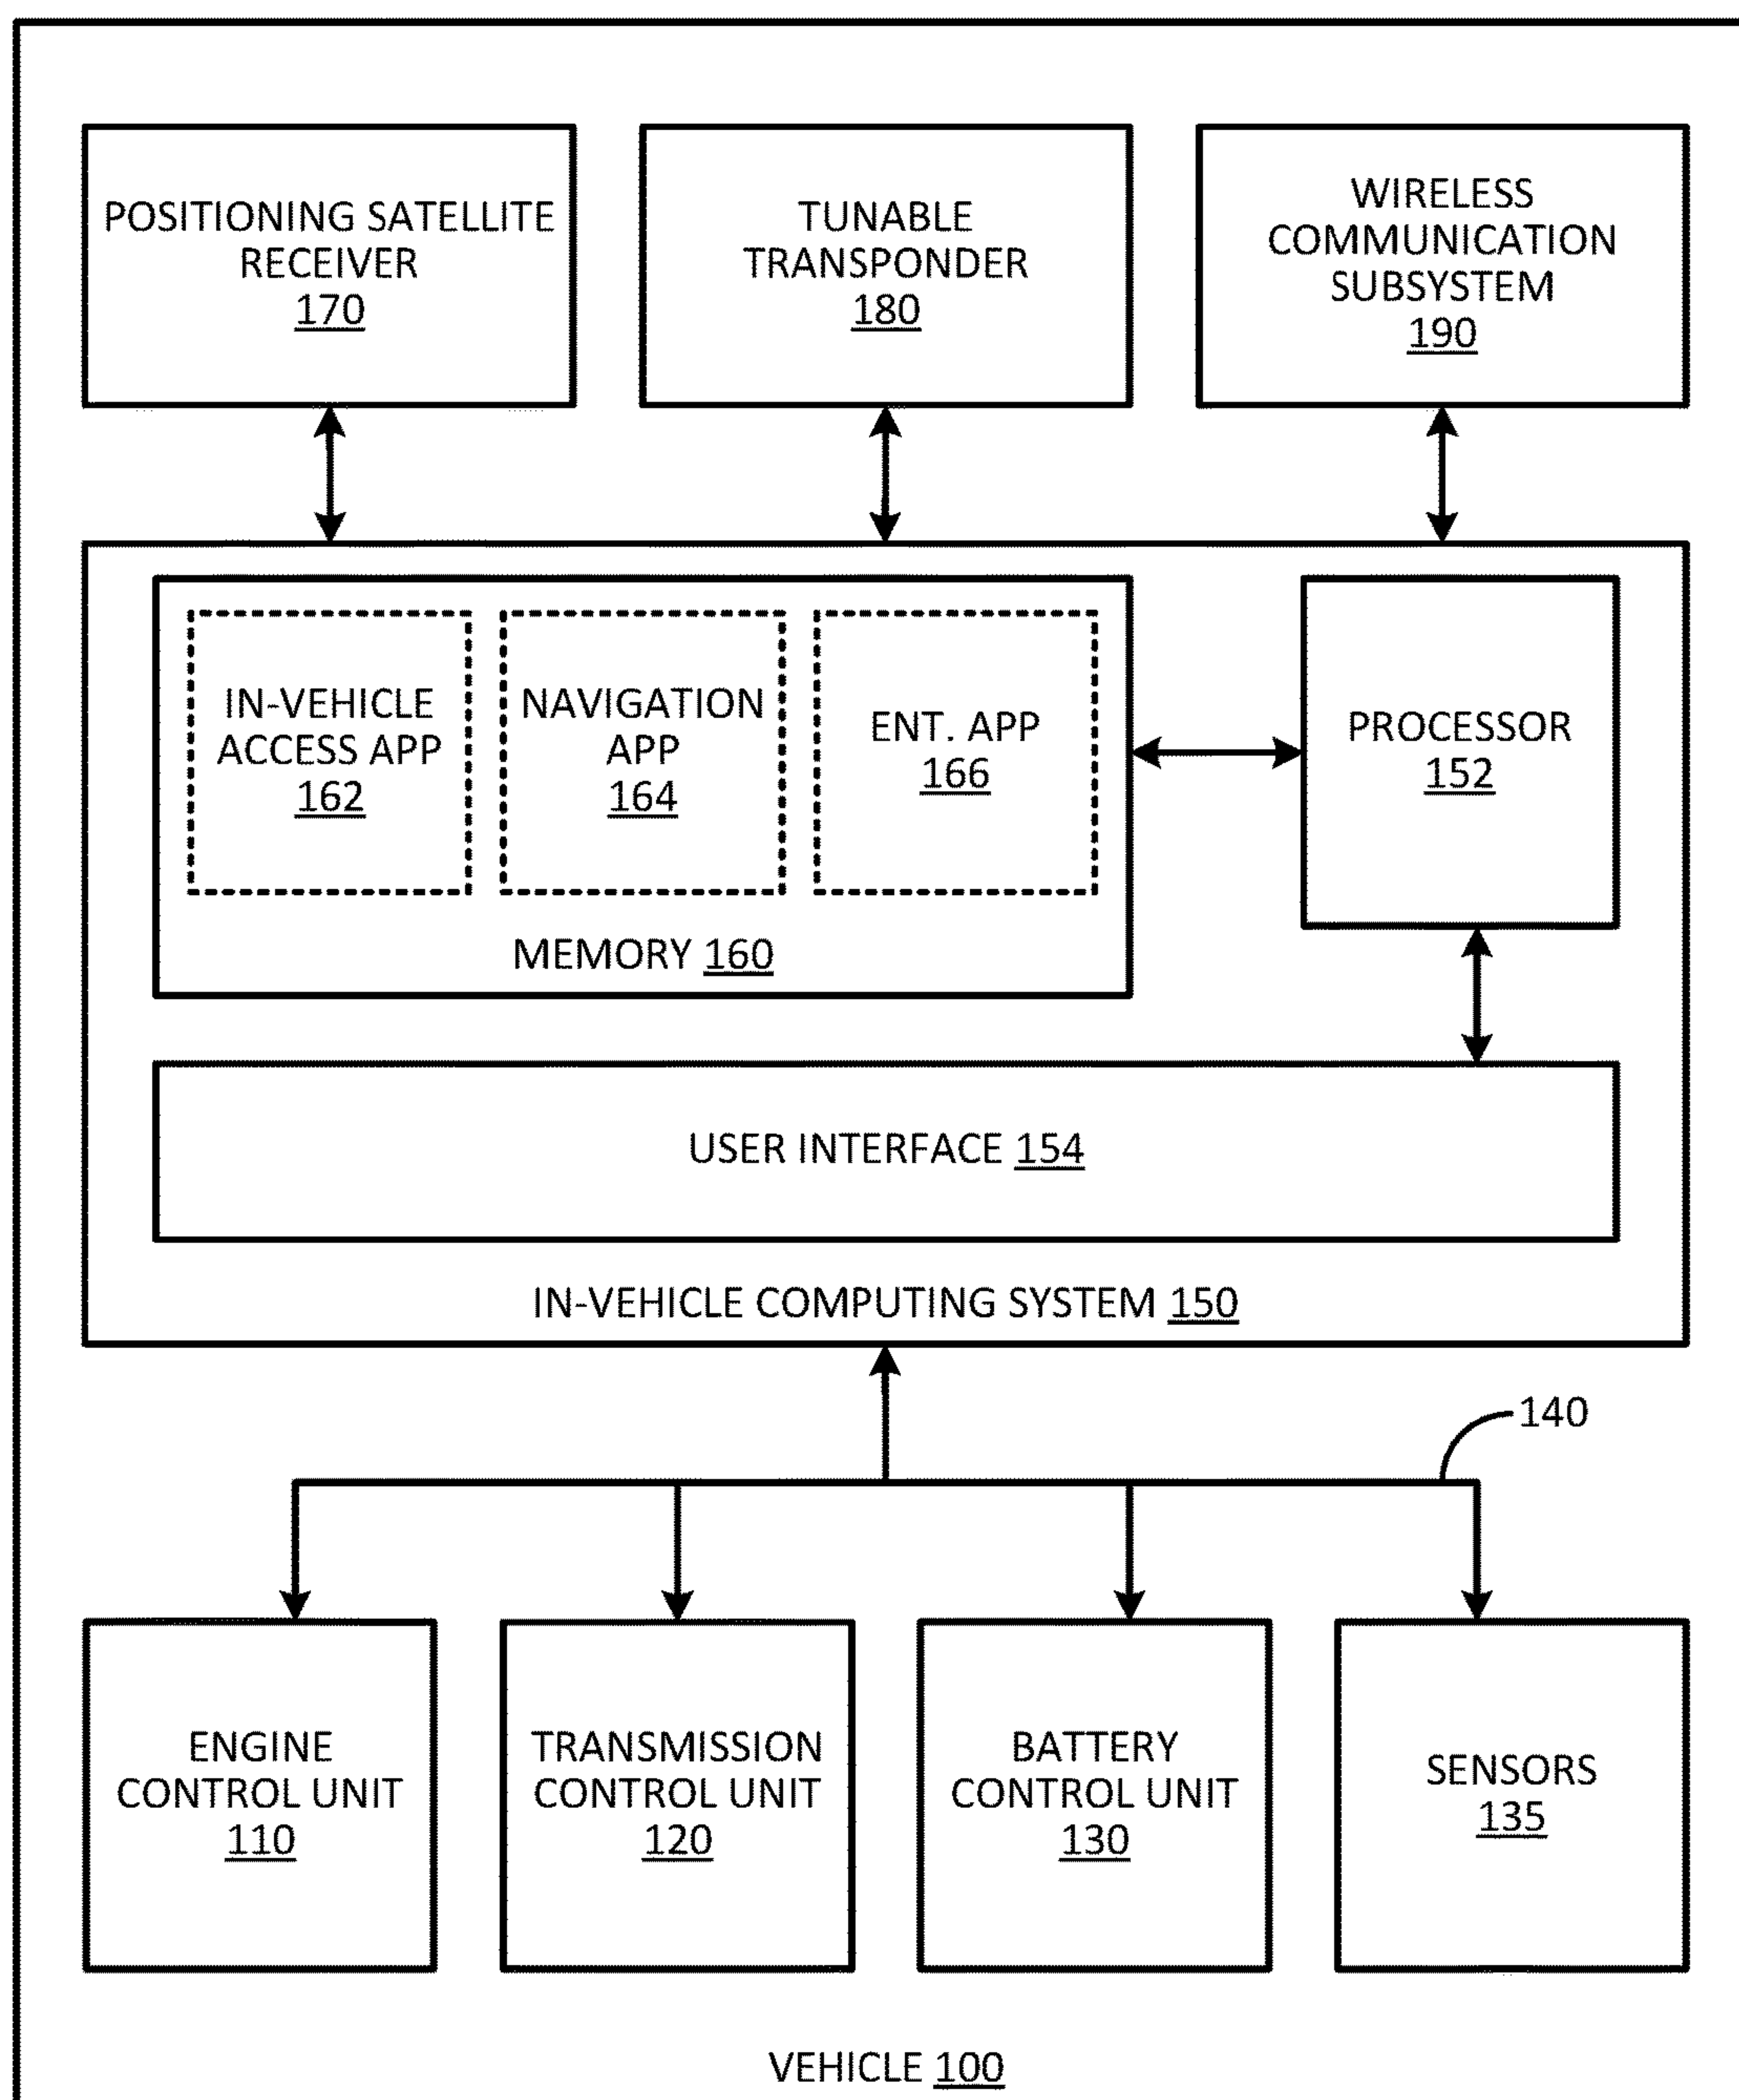 POSITIONING SATELLITE
RECEIVER
170
TUNABLE
TRANSPONDER
180
WIRELESS
COMMUNICATION
SUBSYSTEM
190
IN-VEHICLE
ACCESS APP
162
NAVIGATION
APP
164
ENT. APP
166
MEMORY 160
PROCESSOR
152
USER INTERFACE 154
IN-VEHICLE COMPUTING SYSTEM 150
140
ENGINE
CONTROL UNIT
110
TRANSMISSION
CONTROL UNIT
120
BATTERY
CONTROL UNIT
130
SENSORS
135
VEHICLE 100